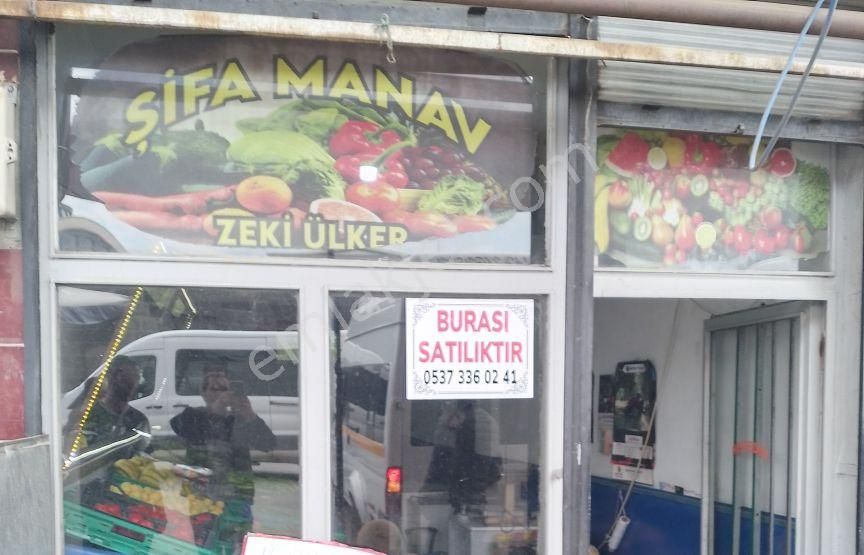 ŞİFA MANAV
ZEKİ ÜLKER
BURASI
SATILIKTIR
0537 336 02 41